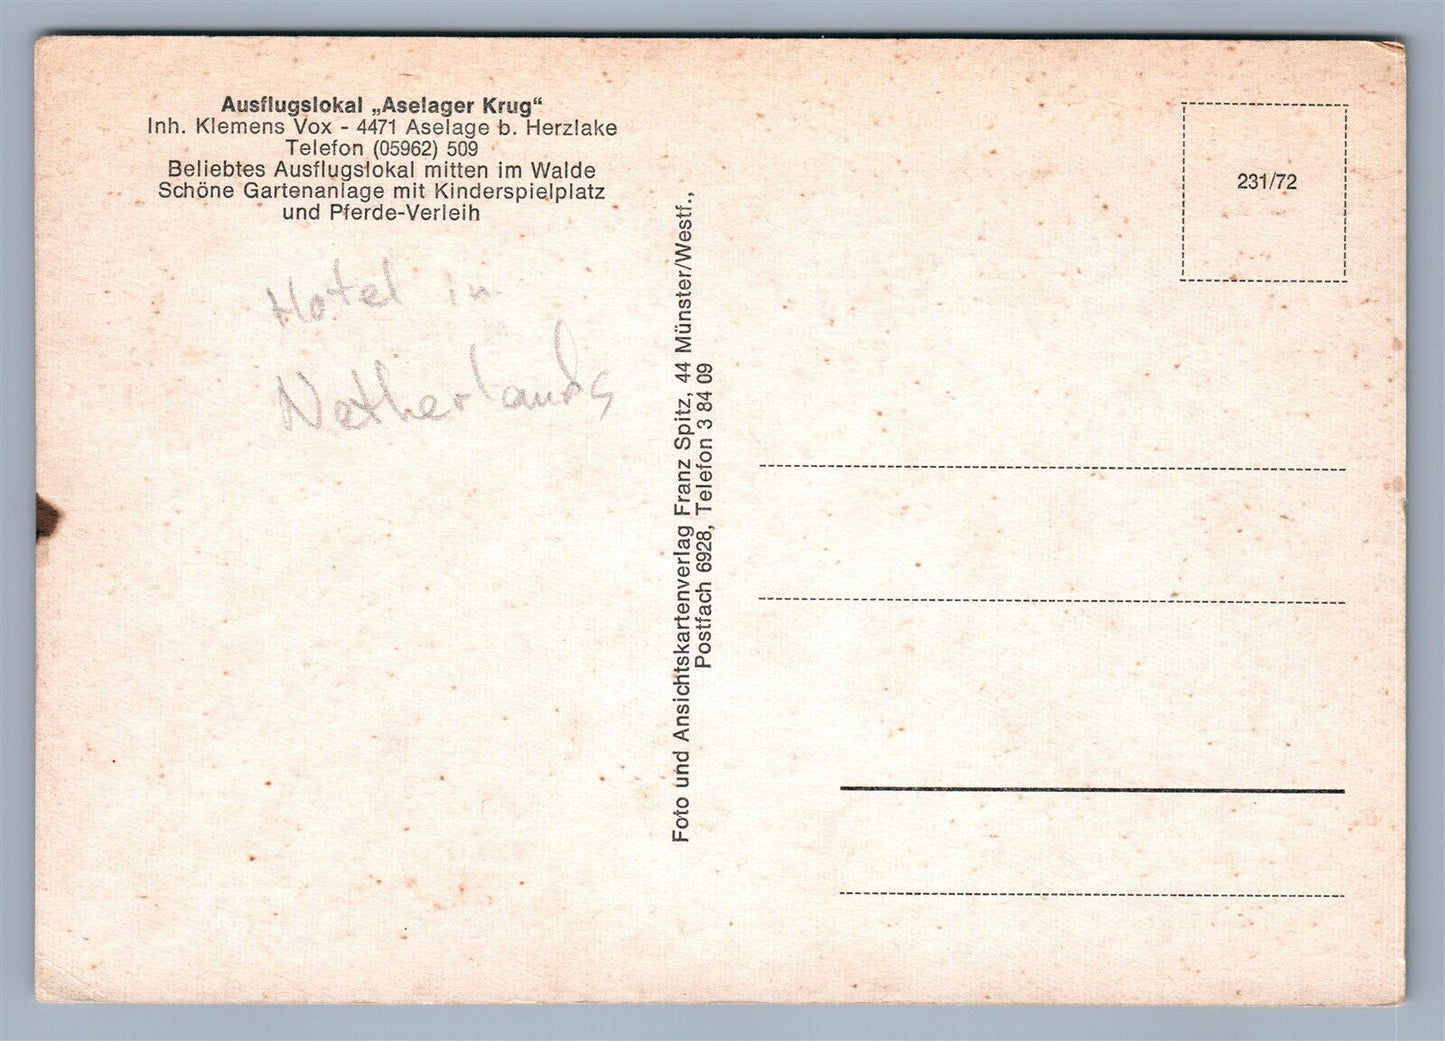 Ausflugslokal „Aselager Krug“
Inh. Klemens Vox - 4471 Aselage b. Herzlake
Telefon (05962) 509
Beliebtes Ausflugslokal mitten im Walde
Schöne Gartenanlage mit Kinderspielplatz
und Pferde-Verleih
Hotel in
Netherlands
Foto und Ansichtskartenverlag Franz Spitz, 44 Münster/Westf.,
Postfach 6928, Telefon 3 84 09
231/72